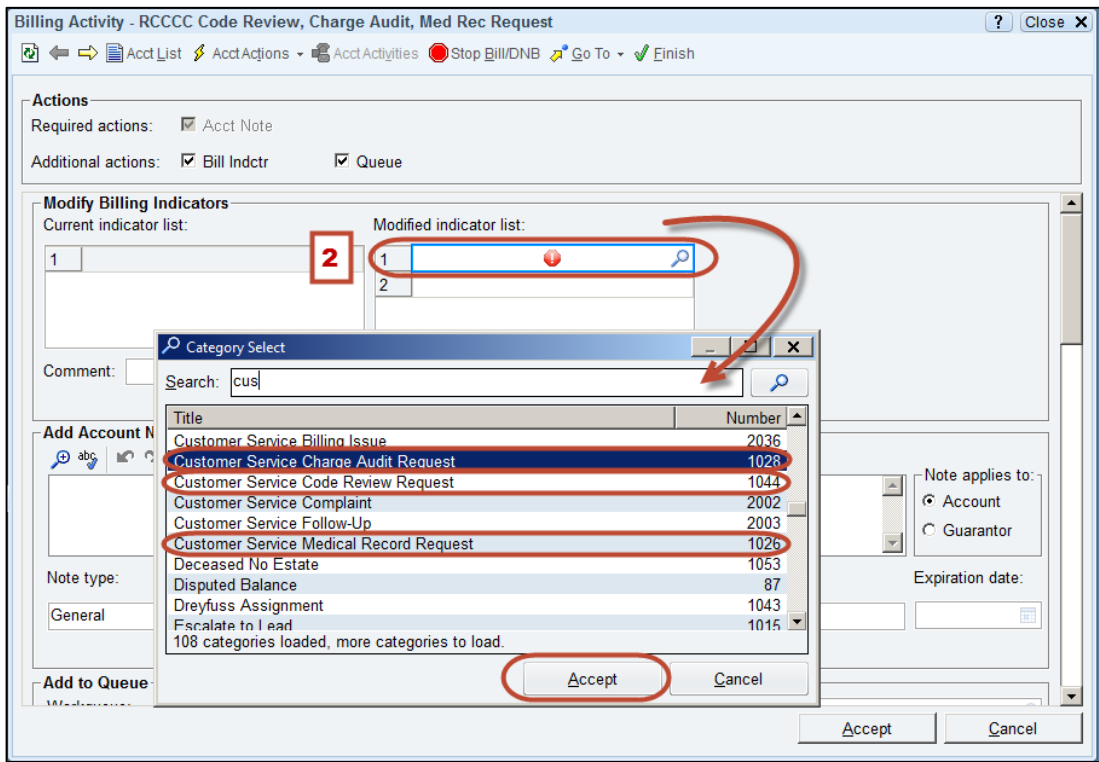 Billing Activity - RCCCC Code Review, Charge Audit, Med Rec Request ? Close X
Acct List Acct Actions Acct Activities Stop Bill/DNB Go To Finish
Actions
Required actions: Acct Note
Additional actions: Bill Indctr Queue
Modify Billing Indicators
Current indicator list: Modified indicator list:
1 2 1
2
Category Select
Comment: Search: cus
Title Number
Customer Service Billing Issue 2036
Add Account N
abc
Customer Service Charge Audit Request 1028
Customer Service Code Review Request 1044
Note applies to:
Customer Service Complaint 2002
Account
Customer Service Follow-Up 2003
Guarantor
Customer Service Medical Record Request 1026
Deceased No Estate 1053
Note type: Disputed Balance 87 Expiration date:
Dreyfuss Assignment 1043
General
Escalate to Lead 1015
108 categories loaded, more categories to load.
Accept Cancel
Add to Queue
Accept Cancel